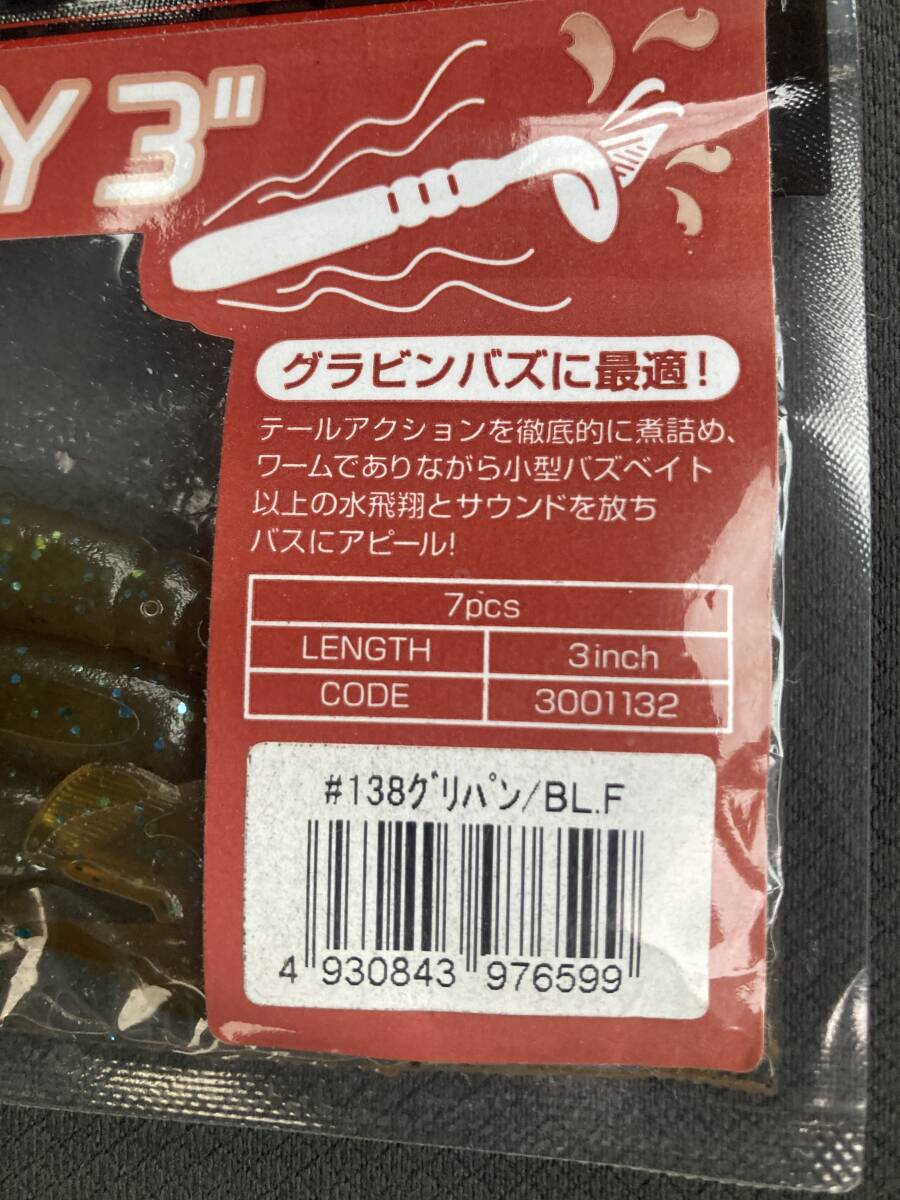 Y 3"
グラビンバズに最適！
テールアクションを徹底的に煮詰め、
ワームでありながら小型バズベイト
以上の水飛翔とサウンドを放ち
バスにアピール！
7pcs
LENGTH 3inch
CODE 3001132
#138ｸﾞﾘﾊﾟﾝ/BL.F
4 930843 976599